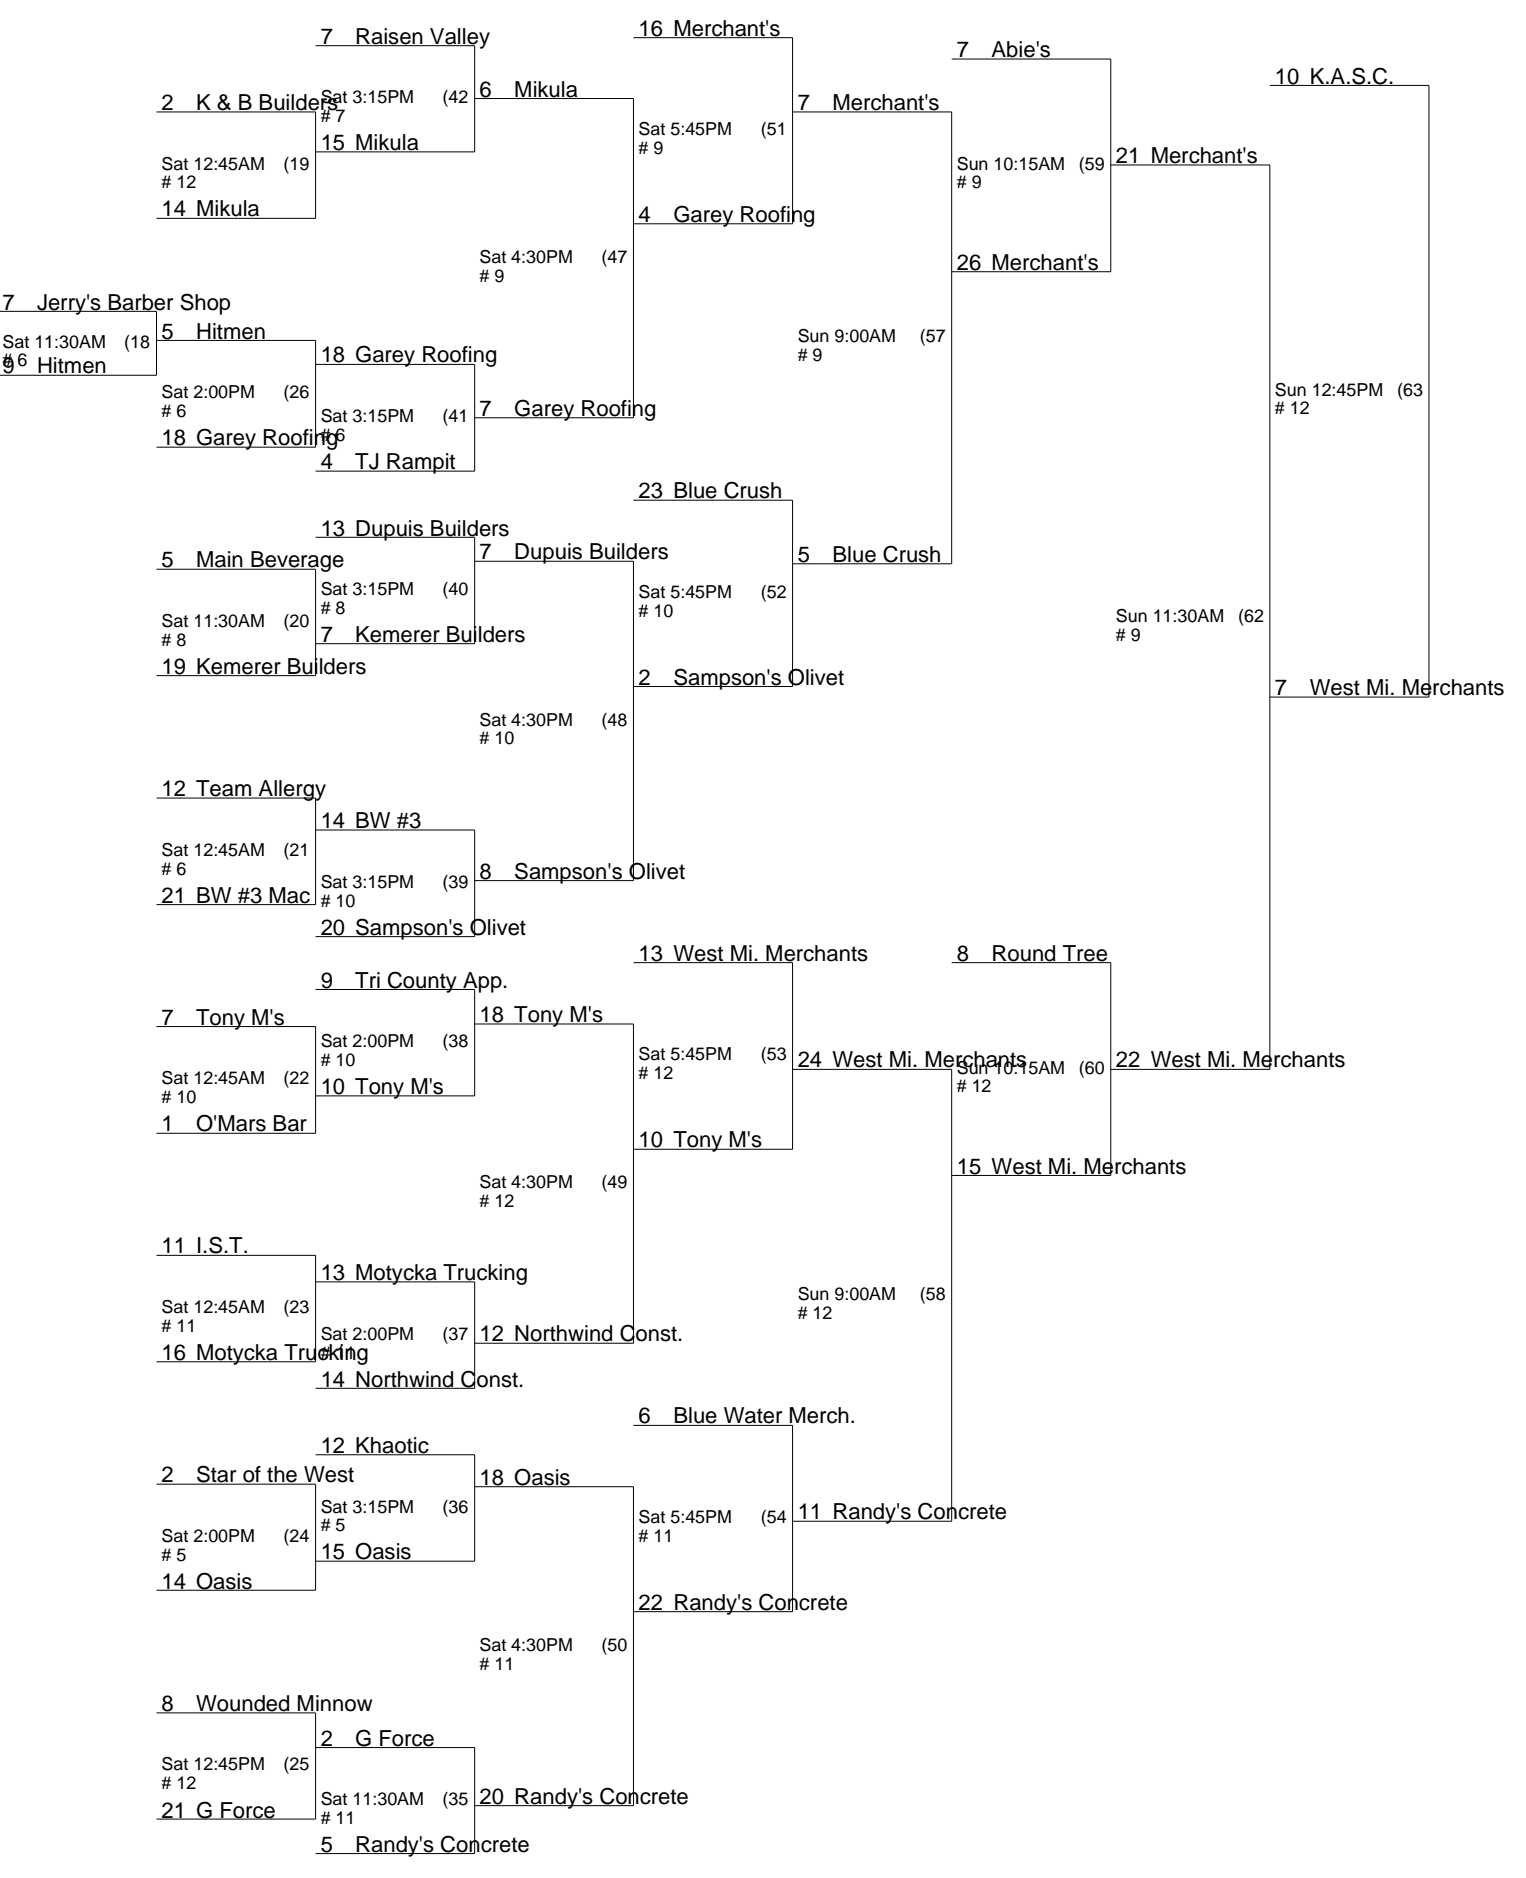 7 Raisen Valley
16 Merchant's
7 Abie's
10 K.A.S.C.
2 K & B Builders
Sat 3:15PM (42
# 7
6 Mikula
7 Merchant's
15 Mikula
Sat 5:45PM (51
# 9
Sat 12:45AM (19
# 12
Sun 10:15AM (59
# 9
21 Merchant's
14 Mikula
4 Garey Roofing
Sat 4:30PM (47
# 9
26 Merchant's
7 Jerry's Barber Shop
Sat 11:30AM (18
# 6
9 Hitmen
5 Hitmen
18 Garey Roofing
Sun 9:00AM (57
# 9
Sat 2:00PM (26
# 6
Sat 3:15PM (41
# 6
7 Garey Roofing
Sun 12:45PM (63
# 12
18 Garey Roofing
4 TJ Rampit
23 Blue Crush
13 Dupuis Builders
5 Main Beverage
7 Dupuis Builders
5 Blue Crush
Sat 3:15PM (40
# 8
Sat 5:45PM (52
# 10
Sat 11:30AM (20
# 8
7 Kemerer Builders
Sun 11:30AM (62
# 9
19 Kemerer Builders
2 Sampson's Olivet
7 West Mi. Merchants
Sat 4:30PM (48
# 10
12 Team Allergy
14 BW #3
Sat 12:45AM (21
# 6
Sat 3:15PM (39
# 10
8 Sampson's Olivet
21 BW #3 Mac
20 Sampson's Olivet
13 West Mi. Merchants
8 Round Tree
9 Tri County App.
7 Tony M's
18 Tony M's
Sat 2:00PM (38
# 10
Sat 5:45PM (53
# 12
24 West Mi. Merchants
Sun 10:15AM (60
# 12
22 West Mi. Merchants
Sat 12:45AM (22
# 10
10 Tony M's
1 O'Mars Bar
10 Tony M's
15 West Mi. Merchants
Sat 4:30PM (49
# 12
11 I.S.T.
13 Motycka Trucking
Sat 12:45AM (23
# 11
Sun 9:00AM (58
# 12
Sat 2:00PM (37
# 11
12 Northwind Const.
16 Motycka Trucking
14 Northwind Const.
6 Blue Water Merch.
12 Khaotic
2 Star of the West
18 Oasis
Sat 3:15PM (36
# 5
Sat 5:45PM (54
# 11
11 Randy's Concrete
Sat 2:00PM (24
# 5
15 Oasis
14 Oasis
22 Randy's Concrete
Sat 4:30PM (50
# 11
8 Wounded Minnow
2 G Force
Sat 12:45PM (25
# 12
Sat 11:30AM (35
# 11
20 Randy's Concrete
21 G Force
5 Randy's Concrete